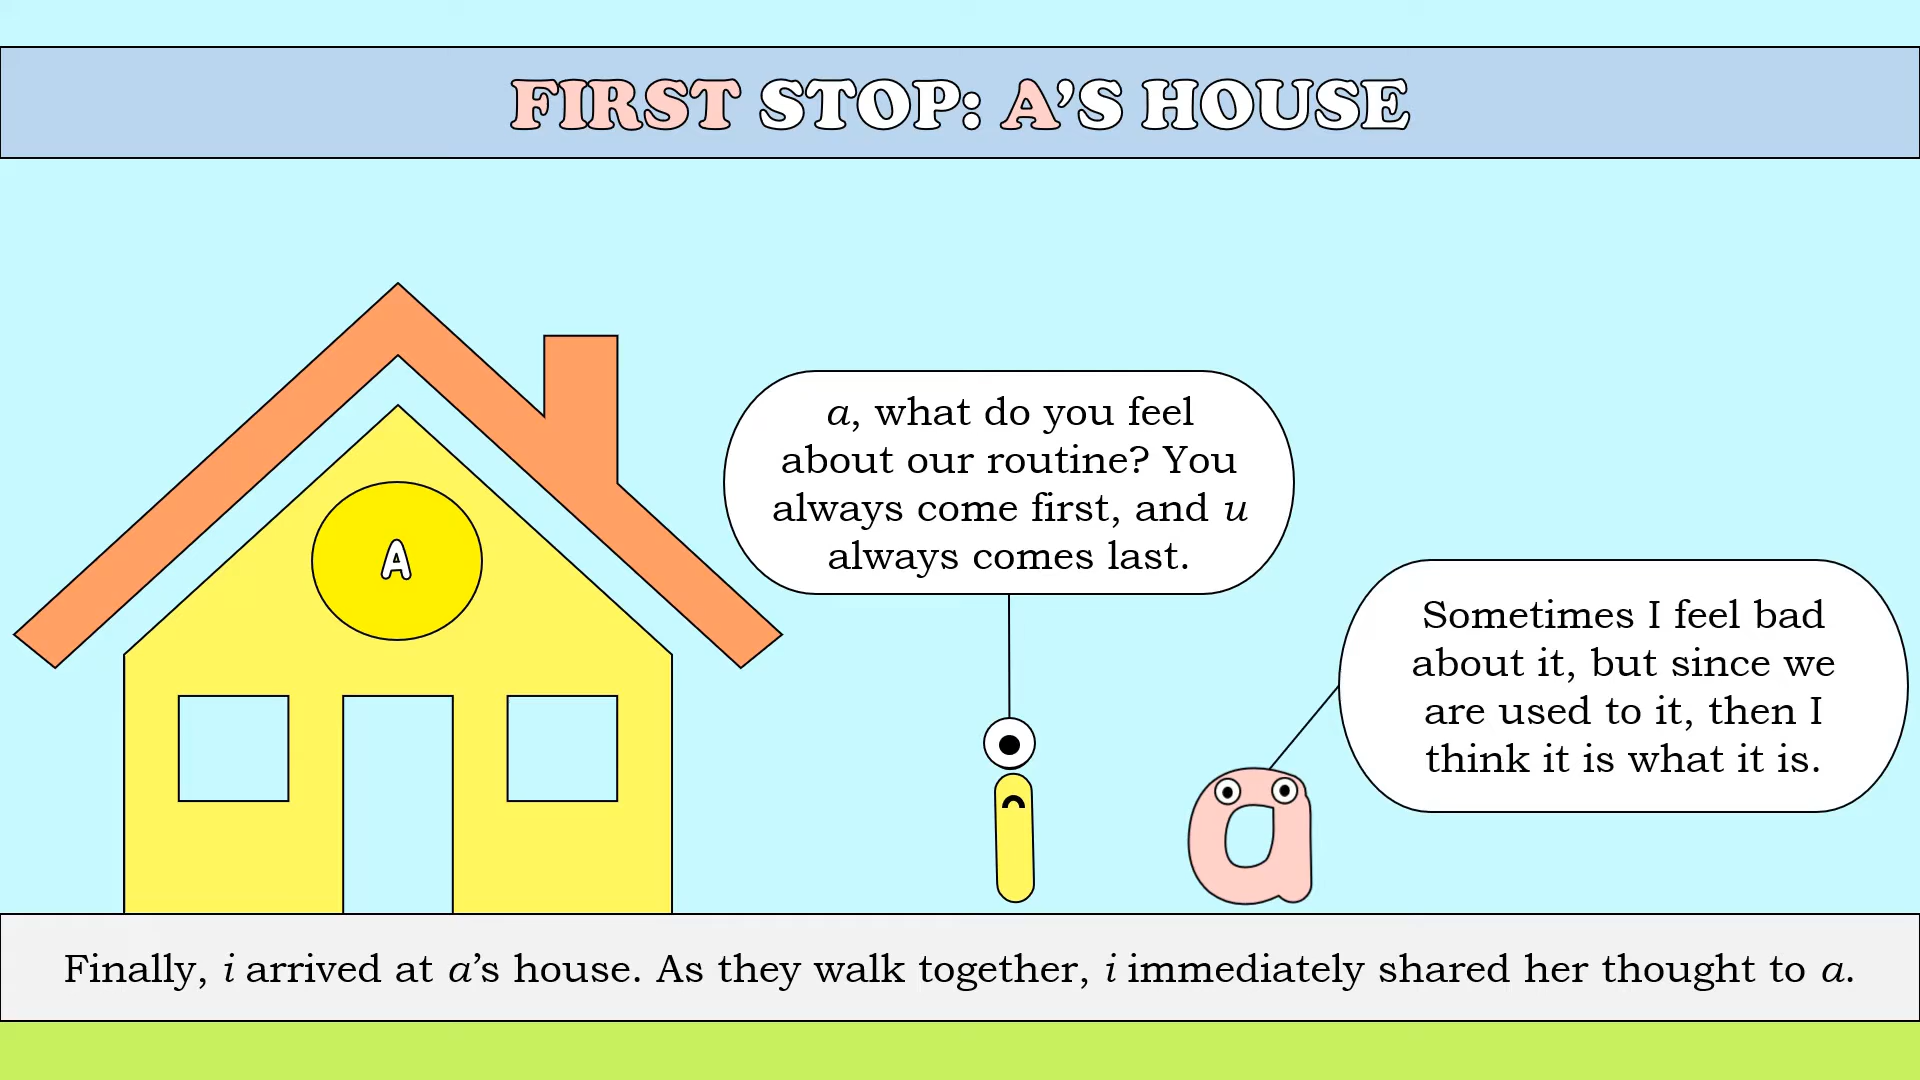 FIRST STOP: A’S HOUSE
A
a, what do you feel
about our routine? You
always come first, and u
always comes last.
Sometimes I feel bad
about it, but since we
are used to it, then I
think it is what it is.
Finally, i arrived at a’s house. As they walk together, i immediately shared her thought to a.